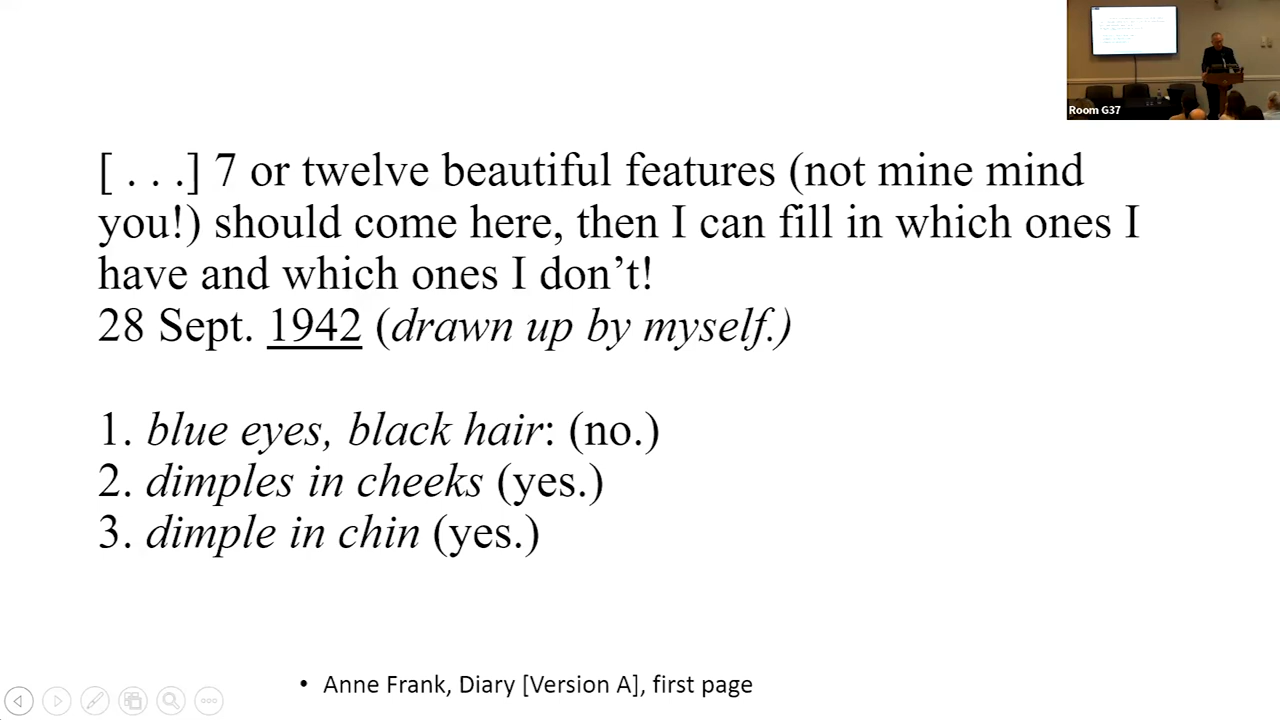 [ . . .] 7 or twelve beautiful features (not mine mind
you!) should come here, then I can fill in which ones I
have and which ones I don’t!
28 Sept. 1942 (drawn up by myself.)
1. blue eyes, black hair: (no.)
2. dimples in cheeks (yes.)
3. dimple in chin (yes.)
• Anne Frank, Diary [Version A], first page
Room G37